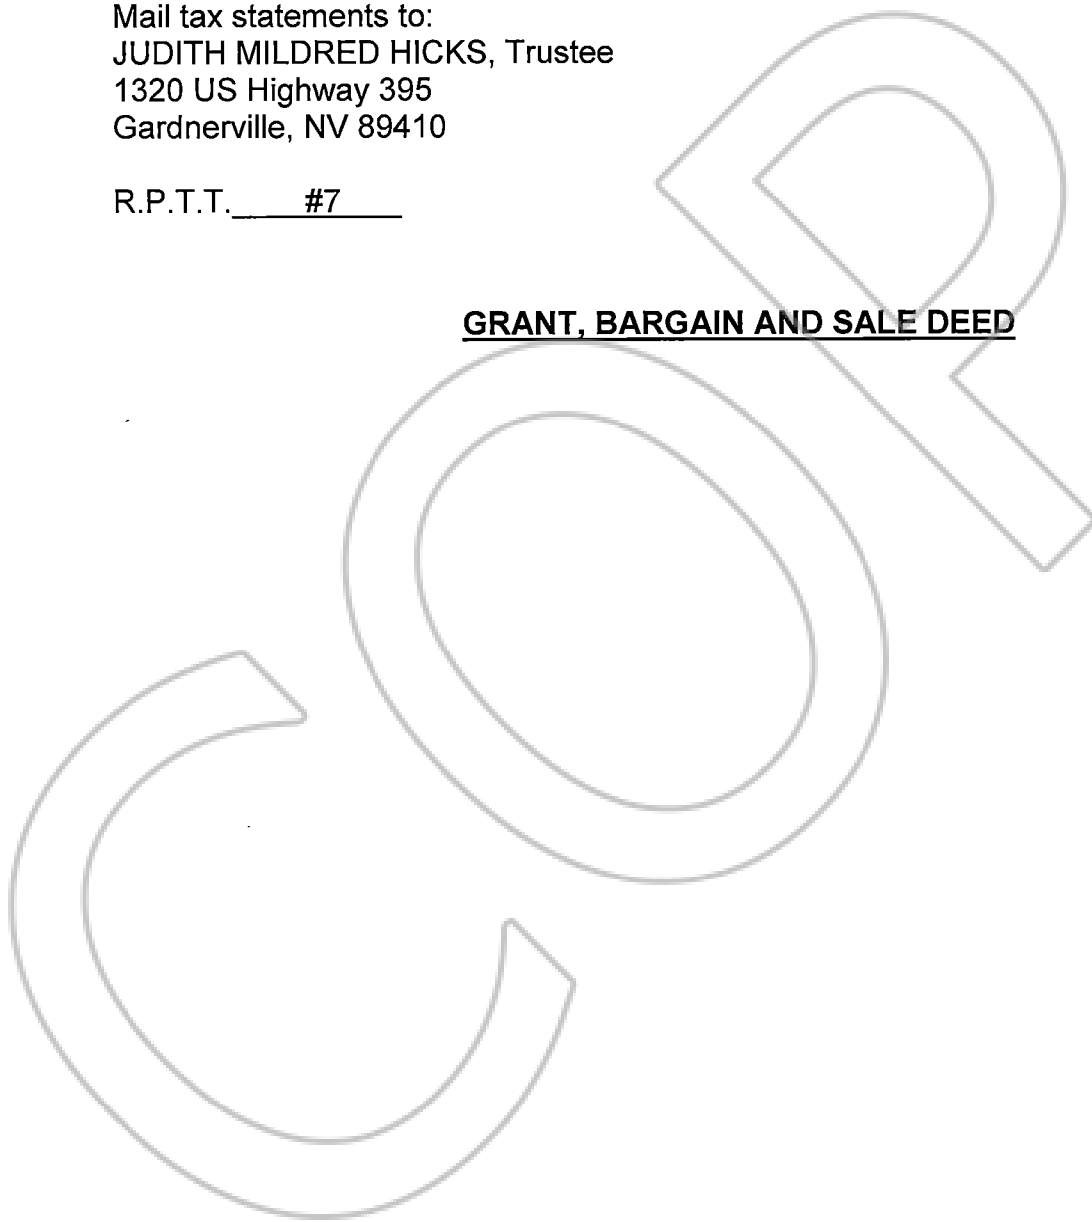 Mail tax statements to:
JUDITH MILDRED HICKS, Trustee
1320 US Highway 395
Gardnerville, NV 89410
R.P.T.T. #7
GRANT, BARGAIN AND SALE DEED
COP